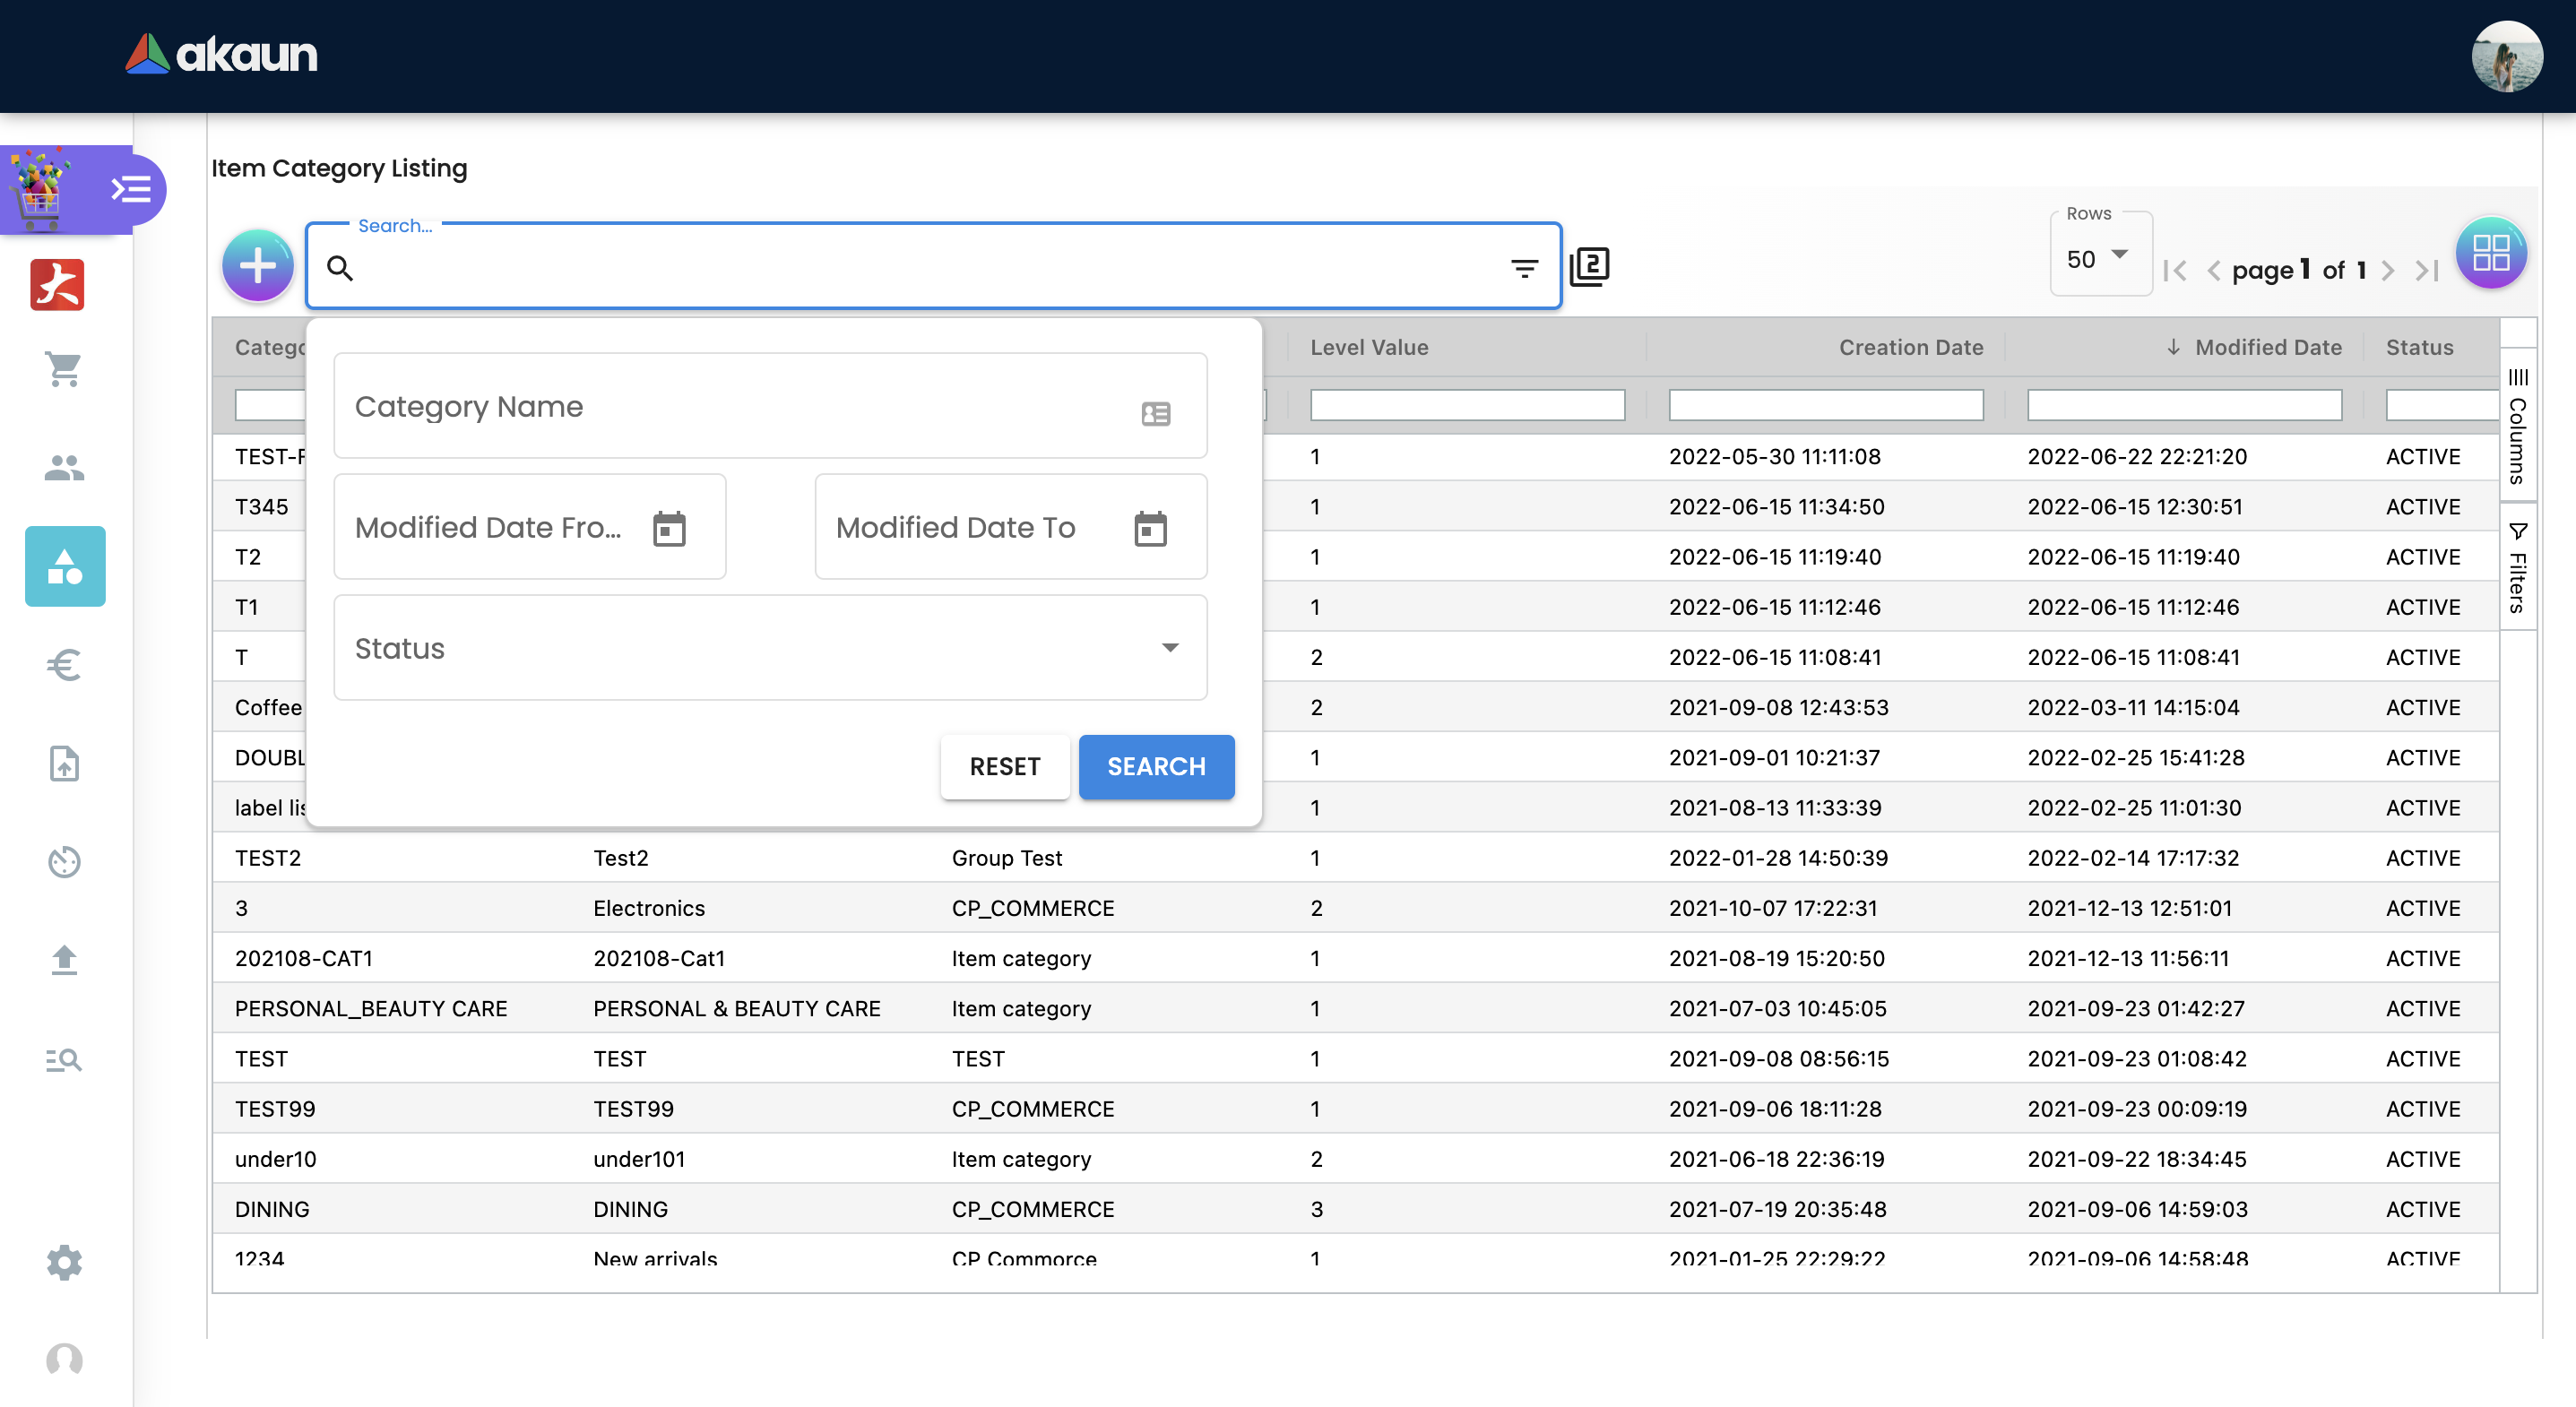 akaun
Item Category Listing
Search...
2
Rows
50
page 1 of 1
Level Value Creation Date Modified Date Status
Category Name
Modified Date Fro...
Modified Date To
Status
RESET
SEARCH
Columns
Filters
1 2022-05-30 11:11:08 2022-06-22 22:21:20 ACTIVE
T345 1 2022-06-15 11:34:50 2022-06-15 12:30:51 ACTIVE
T2 1 2022-06-15 11:19:40 2022-06-15 11:19:40 ACTIVE
T1 1 2022-06-15 11:12:46 2022-06-15 11:12:46 ACTIVE
T 2 2022-06-15 11:08:41 2022-06-15 11:08:41 ACTIVE
Coffee 2 2021-09-08 12:43:53 2022-03-11 14:15:04 ACTIVE
1 2021-09-01 10:21:37 2022-02-25 15:41:28 ACTIVE
label 1 2021-08-13 11:33:39 2022-02-25 11:01:30 ACTIVE
TEST2 Test2 Group Test 1 2022-01-28 14:50:39 2022-02-14 17:17:32 ACTIVE
3 Electronics CP_COMMERCE 2 2021-10-07 17:22:31 2021-12-13 12:51:01 ACTIVE
202108-CAT1 202108-Cat1 Item category 1 2021-08-19 15:20:50 2021-12-13 11:56:11 ACTIVE
PERSONAL_BEAUTY CARE PERSONAL & BEAUTY CARE Item category 1 2021-07-03 10:45:05 2021-09-23 01:42:27 ACTIVE
TEST TEST TEST 1 2021-09-08 08:56:15 2021-09-23 01:08:42 ACTIVE
TEST99 TEST99 CP_COMMERCE 1 2021-09-06 18:11:28 2021-09-23 00:09:19 ACTIVE
under10 under101 Item category 2 2021-06-18 22:36:19 2021-09-22 18:34:45 ACTIVE
DINING DINING CP_COMMERCE 3 2021-07-19 20:35:48 2021-09-06 14:59:03 ACTIVE
1234 New arrivals CP Commorce 1 2021-01-25 22:29:22 2021-09-06 14:58:48 ACTIVE